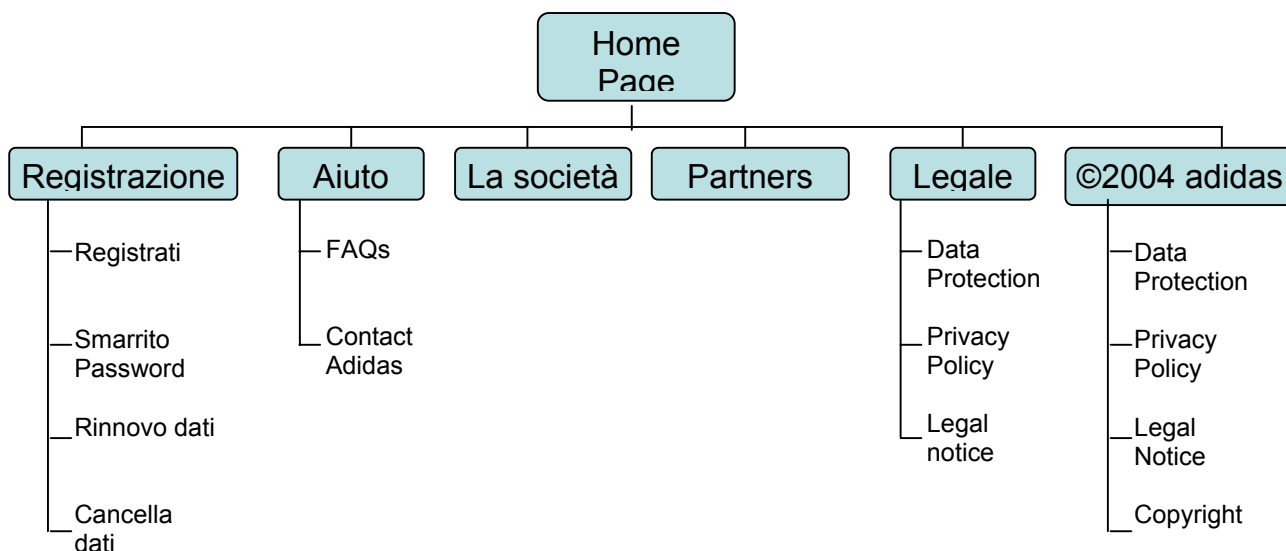 Home
Page
Registrazione
Aiuto
La società
Partners
Legale
©2004 adidas
Registrati
Smarrito
Password
Rinnovo dati
Cancella
dati
FAQs
Contact
Adidas
Data
Protection
Privacy
Policy
Legal
notice
Data
Protection
Privacy
Policy
Legal
Notice
Copyright